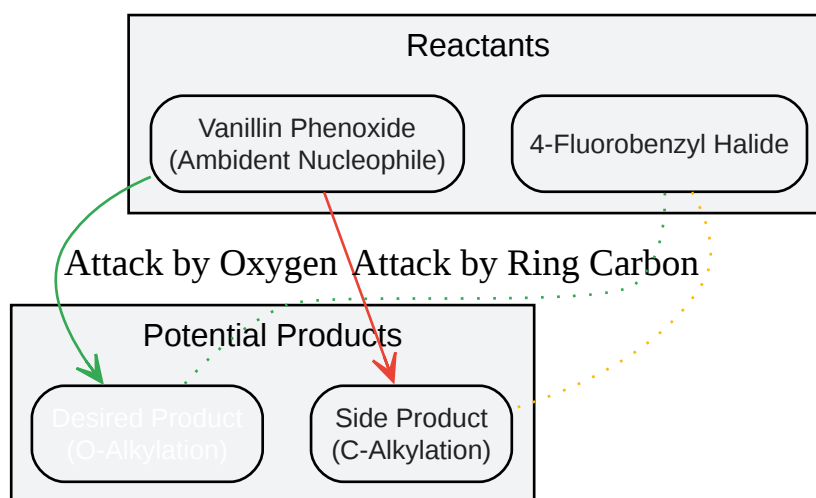 Reactants
Vanillin Phenoxide
(Ambident Nucleophile)
4-Fluorobenzyl Halide
Attack by Oxygen
Attack by Ring Carbon
Potential Products
Desired Product
(O-Alkylation)
Side Product
(C-Alkylation)